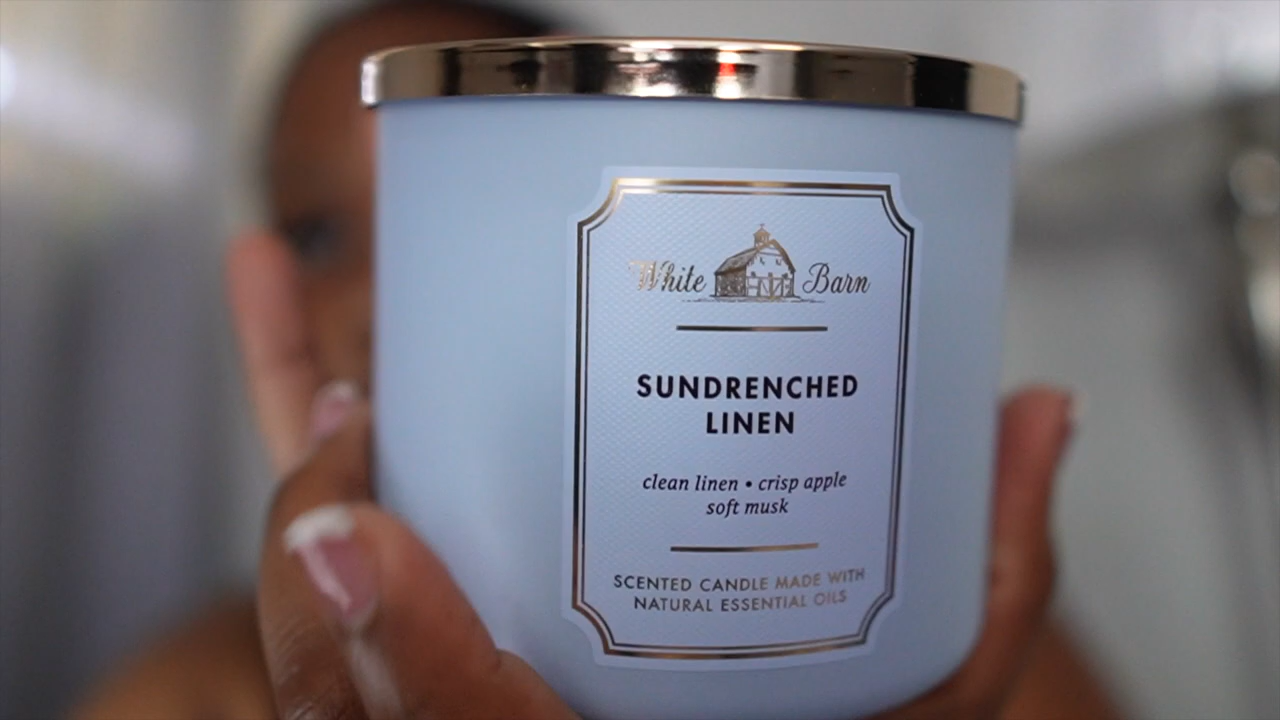 White Barn
SUNDRENCHED
LINEN
clean linen • crisp apple
soft musk
SCENTED CANDLE MADE WITH
NATURAL ESSENTIAL OILS